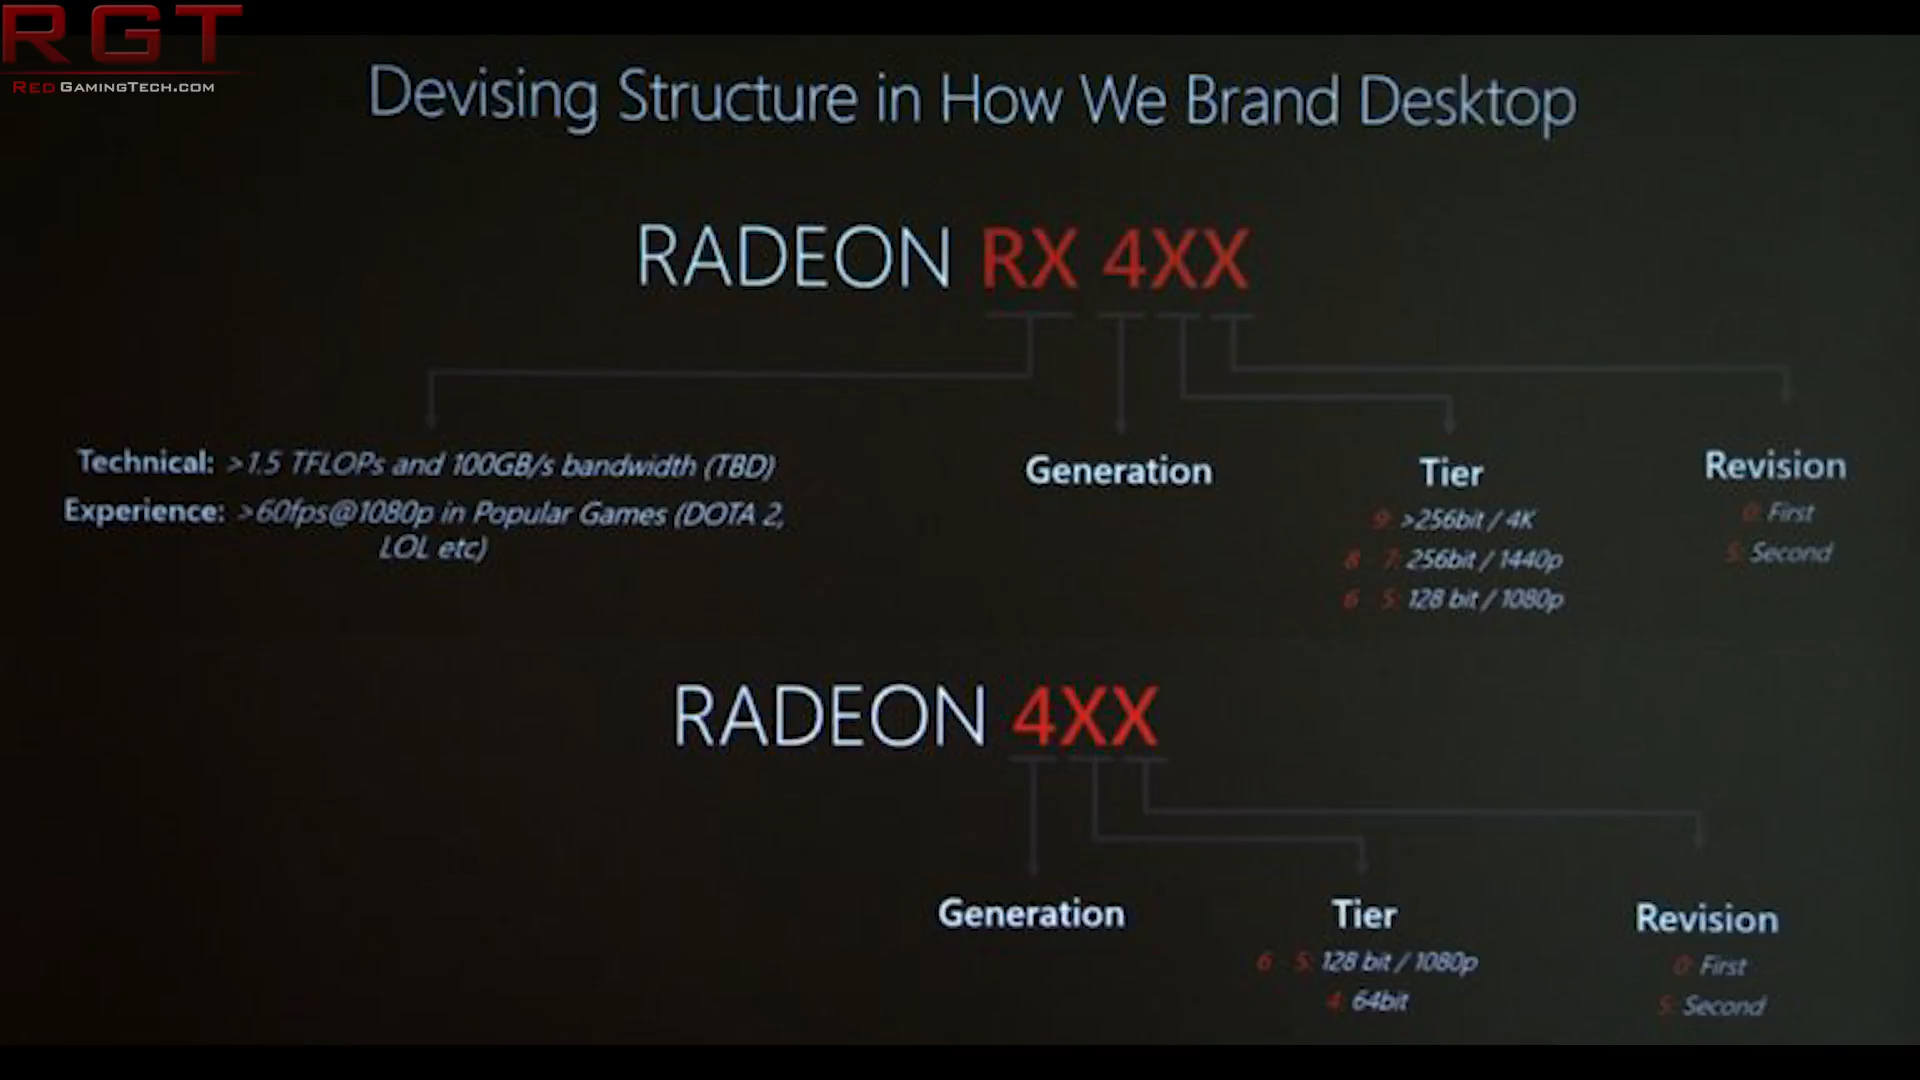 RGT
RedGamingTech.com
Devising Structure in How We Brand Desktop
RADEON RX 4XX
Technical: >1.5 TFLOPs and 100GB/s bandwidth (TBD)
Experience: >60fps@1080p in Popular Games (DOTA 2,
LOL etc)
Generation
Tier
9: >256bit / 4K
8 7: 256bit / 1440p
6 5: 128 bit / 1080p
Revision
0: First
5: Second
RADEON 4XX
Generation
Tier
6 5: 128 bit / 1080p
4: 64bit
Revision
0: First
5: Second